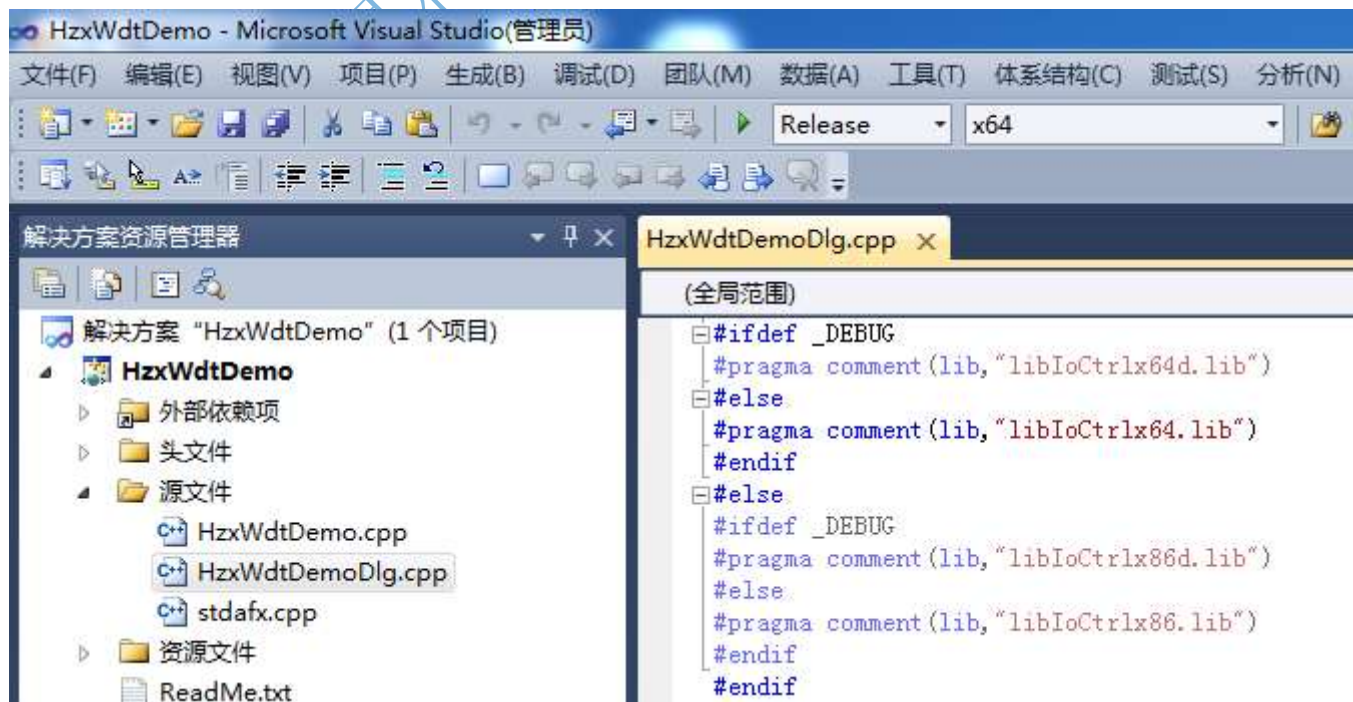 HzxWdtDemo - Microsoft Visual Studio(管理员)
文件(F) 编辑(E) 视图(V) 项目(P) 生成(B) 调试(D) 团队(M) 数据(A) 工具(T) 体系结构(C) 测试(S) 分析(N)
Release x64
解决方案资源管理器
HzxWdtDemoDlg.cpp
(全局范围)
解决方案 "HzxWdtDemo" (1 个项目)
HzxWdtDemo
外部依赖项
头文件
源文件
HzxWdtDemo.cpp
HzxWdtDemoDlg.cpp
stdafx.cpp
资源文件
ReadMe.txt
#ifdef _DEBUG
#pragma comment(lib,"libIoCtrlx64d.lib")
#else
#pragma comment(lib,"libIoCtrlx64.lib")
#endif
#else
#ifdef _DEBUG
#pragma comment(lib,"libIoCtrlx86d.lib")
#else
#pragma comment(lib,"libIoCtrlx86.lib")
#endif
#endif